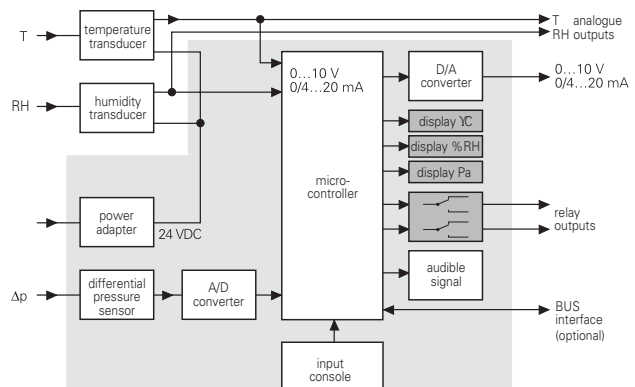 T
temperature
transducer
T analogue
RH outputs
RH
humidity
transducer
0...10 V
0/4...20 mA
D/A
converter
0...10 V
0/4...20 mA
display ϒC
display %RH
display Pa
micro-
controller
power
adapter
24 VDC
relay
outputs
Δp
differential
pressure
sensor
A/D
converter
audible
signal
BUS
interface
(optional)
input
console